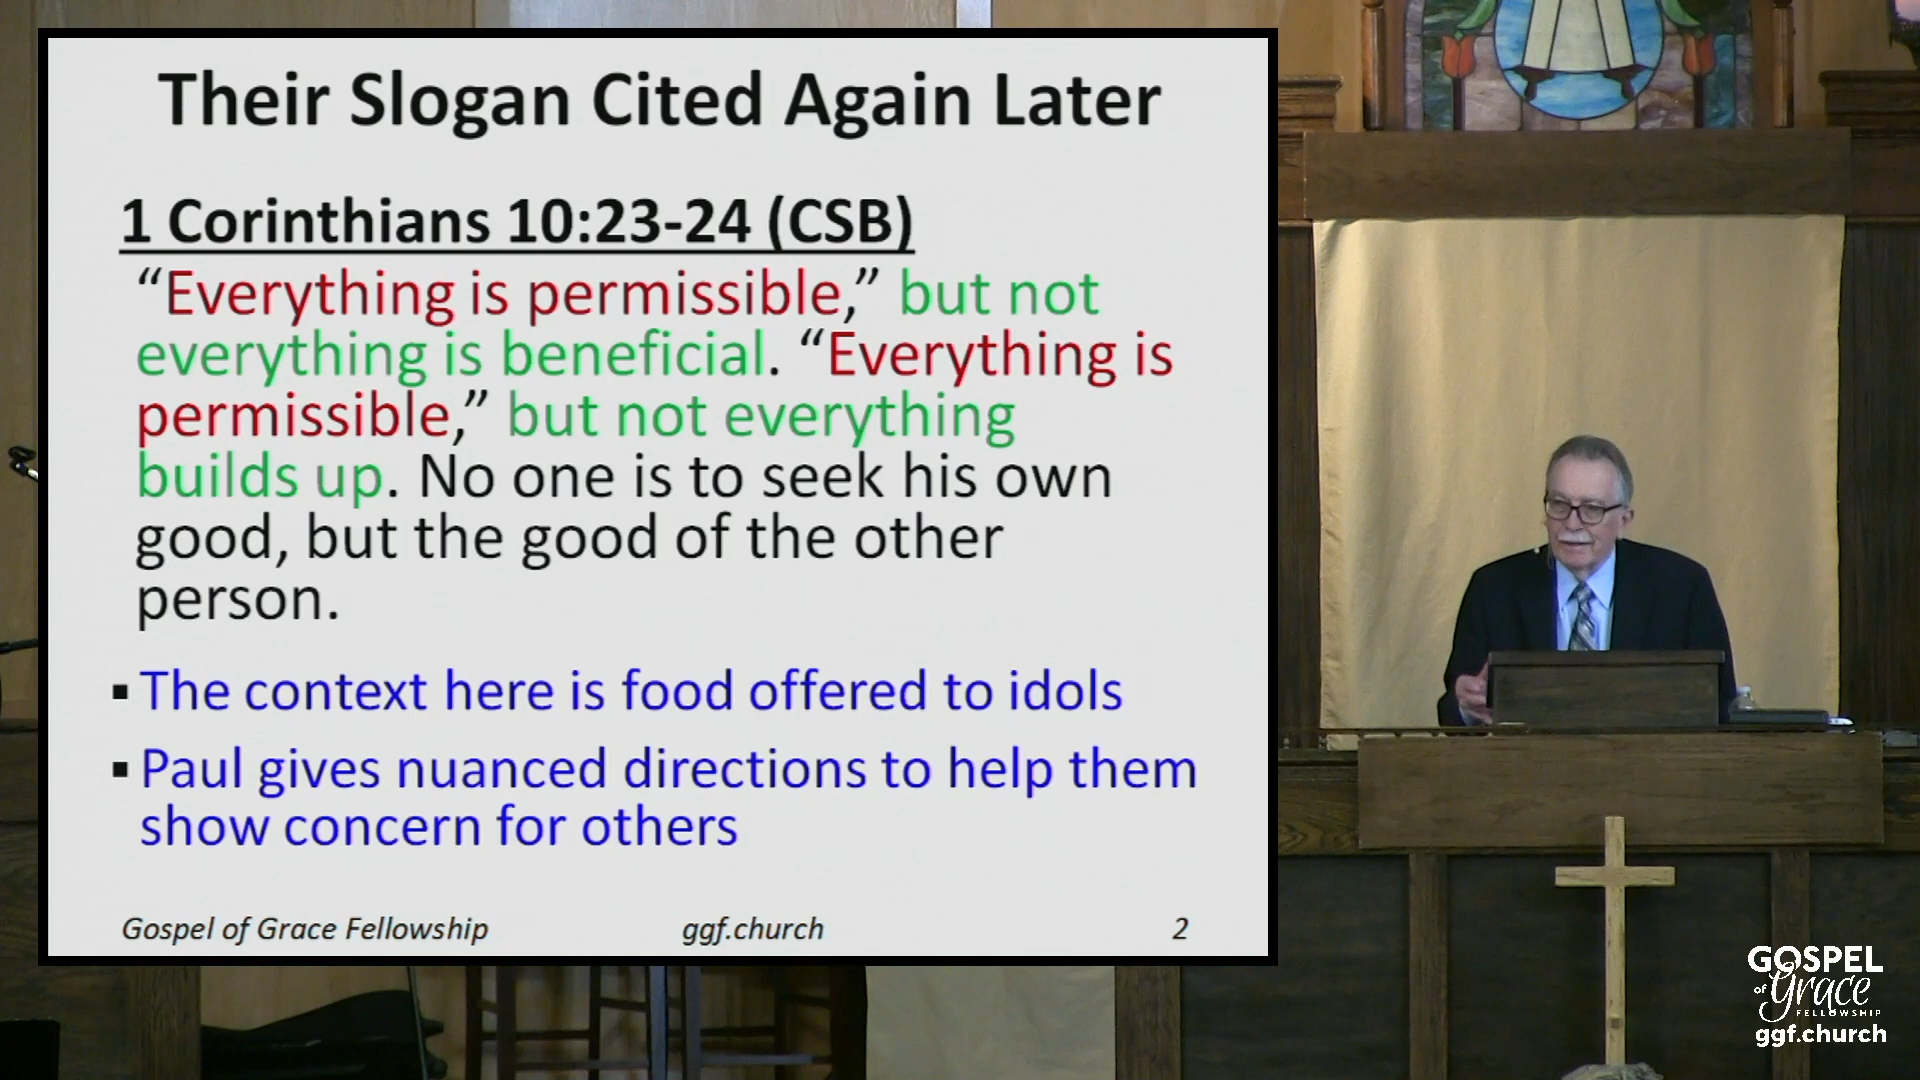 Their Slogan Cited Again Later
1 Corinthians 10:23-24 (CSB)
“Everything is permissible,” but not
everything is beneficial. “Everything is
permissible,” but not everything
builds up. No one is to seek his own
good, but the good of the other
person.
▪ The context here is food offered to idols
▪ Paul gives nuanced directions to help them
show concern for others
Gospel of Grace Fellowship ggf.church 2
GOSPEL
of Grace
FELLOWSHIP
ggf.church